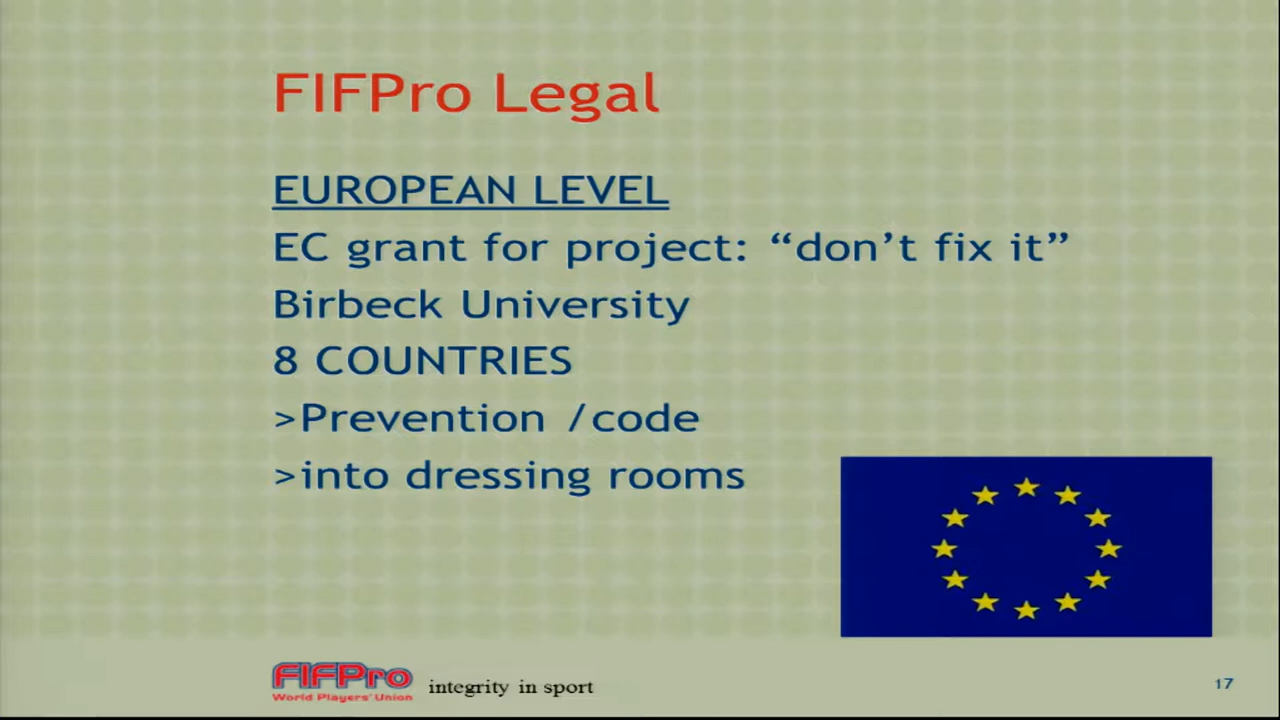 FIFPro Legal
EUROPEAN LEVEL
EC grant for project: “don’t fix it”
Birbeck University
8 COUNTRIES
>Prevention /code
>into dressing rooms
FIFPro
World Players' Union
integrity in sport
17